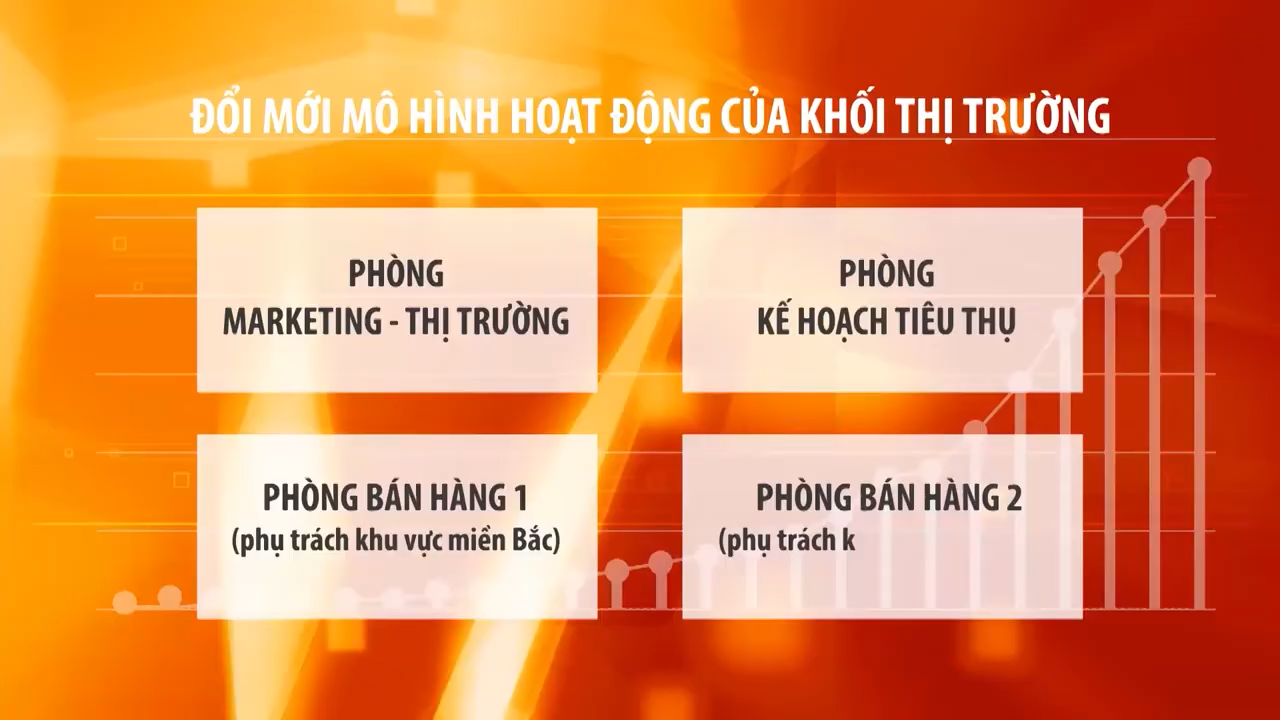 ĐỔI MỚI MÔ HÌNH HOẠT ĐỘNG CỦA KHỐI THỊ TRƯỜNG
PHÒNG
MARKETING - THỊ TRƯỜNG
PHÒNG
KẾ HOẠCH TIÊU THỤ
PHÒNG BÁN HÀNG 1
(phụ trách khu vực miền Bắc)
PHÒNG BÁN HÀNG 2
(phụ trách k